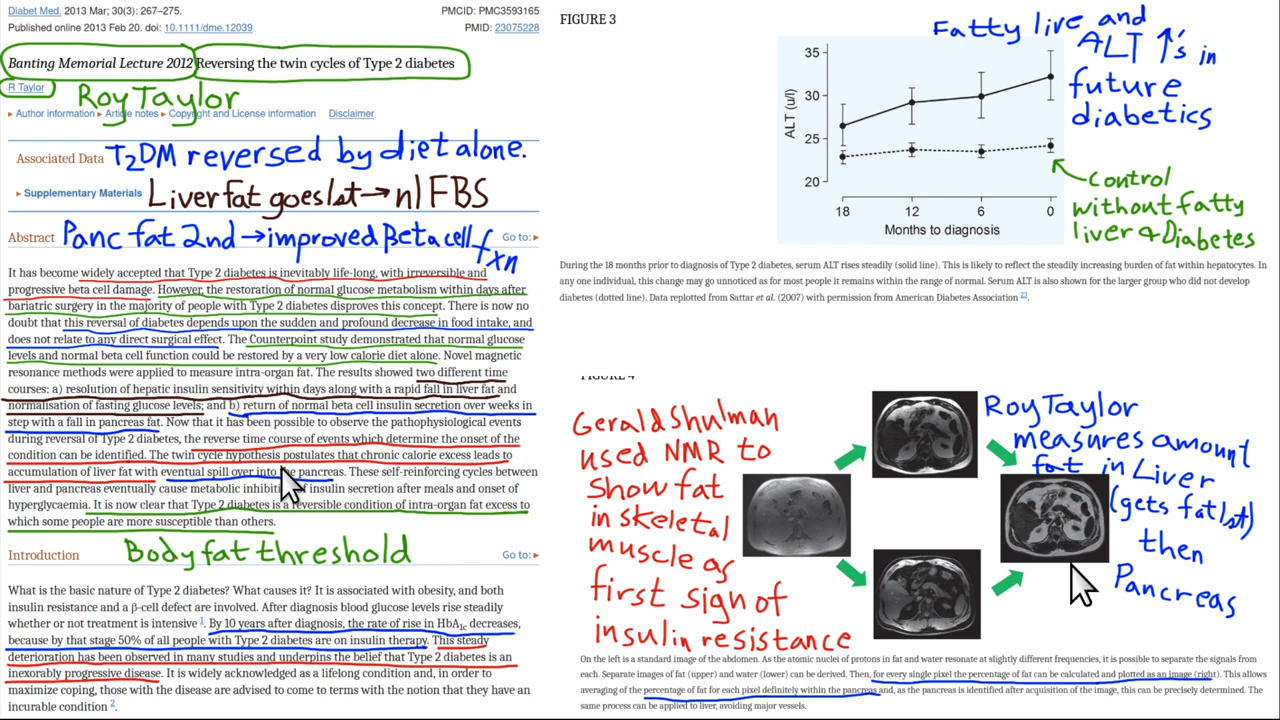 Diabet Med. 2013 Mar; 30(3): 267–275.
PMCID: PMC3593165
Published online 2013 Feb 20. doi: 10.1111/dme.12039
PMID: 23075228
Banting Memorial Lecture 2012 Reversing the twin cycles of Type 2 diabetes
R Taylor
Roy Taylor
▸ Author information ▸ Article notes ▸ Copyright and License information Disclaimer
Associated Data
T2DM reversed by diet alone.
▸ Supplementary Materials
Liver fat goes 1st → nl FBS
Abstract
Panc fat 2nd → improved Beta cell fxn
Go to: ▸
It has become widely accepted that Type 2 diabetes is inevitably life-long, with irreversible and
progressive beta cell damage. However, the restoration of normal glucose metabolism within days after
bariatric surgery in the majority of people with Type 2 diabetes disproves this concept. There is now no
doubt that this reversal of diabetes depends upon the sudden and profound decrease in food intake, and
does not relate to any direct surgical effect. The Counterpoint study demonstrated that normal glucose
levels and normal beta cell function could be restored by a very low calorie diet alone. Novel magnetic
resonance methods were applied to measure intra-organ fat. The results showed two different time
courses: a) resolution of hepatic insulin sensitivity within days along with a rapid fall in liver fat and
normalisation of fasting glucose levels; and b) return of normal beta cell insulin secretion over weeks in
step with a fall in pancreas fat. Now that it has been possible to observe the pathophysiological events
during reversal of Type 2 diabetes, the reverse time course of events which determine the onset of the
condition can be identified. The twin cycle hypothesis postulates that chronic calorie excess leads to
accumulation of liver fat with eventual spill over into the pancreas. These self-reinforcing cycles between
liver and pancreas eventually cause metabolic inhibition of insulin secretion after meals and onset of
hyperglycaemia. It is now clear that Type 2 diabetes is a reversible condition of intra-organ fat excess to
which some people are more susceptible than others.
Introduction
Body fat threshold
Go to: ▸
What is the basic nature of Type 2 diabetes? What causes it? It is associated with obesity, and both
insulin resistance and a β-cell defect are involved. After diagnosis blood glucose levels rise steadily
whether or not treatment is intensive 1. By 10 years after diagnosis, the rate of rise in HbA1c decreases,
because by that stage 50% of all people with Type 2 diabetes are on insulin therapy. This steady
deterioration has been observed in many studies and underpins the belief that Type 2 diabetes is an
inexorably progressive disease. It is widely acknowledged as a lifelong condition and, in order to
maximize coping, those with the disease are advised to come to terms with the notion that they have an
incurable condition 2.
FIGURE 3
Fatty live and
ALT ↑'s in
future
diabetics
35
30
25
20
ALT (u/l)
18 12 6 0
Months to diagnosis
Control
without fatty
liver & Diabetes
During the 18 months prior to diagnosis of Type 2 diabetes, serum ALT rises steadily (solid line). This is likely to reflect the steadily increasing burden of fat within hepatocytes. In
any one individual, this change may go unnoticed as for most people it remains within the range of normal. Serum ALT is also shown for the larger group who did not develop
diabetes (dotted line). Data replotted from Sattar et al. (2007) with permission from American Diabetes Association 23.
FIGURE 4
Gerald Shulman
used NMR to
show fat
in skeletal
muscle as
first sign of
insulin resistance
Roy Taylor
measures amount
fat in Liver
(gets fat 1st)
then
Pancreas
On the left is a standard image of the abdomen. As the atomic nuclei of protons in fat and water resonate at slightly different frequencies, it is possible to separate the signals from
each. Separate images of fat (upper) and water (lower) can be derived. Then, for every single pixel the percentage of fat can be calculated and plotted as an image (right). This allows
averaging of the percentage of fat for each pixel definitely within the pancreas and, as the pancreas is identified after acquisition of the image, this can be precisely determined. The
same process can be applied to liver, avoiding major vessels.